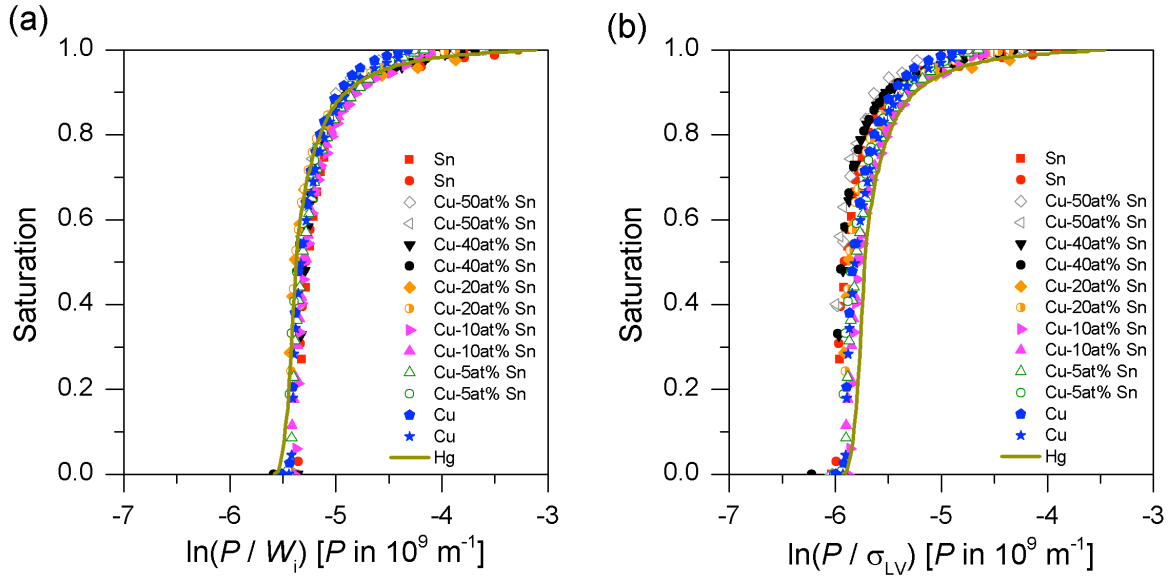 (a)
Saturation
1.0
0.8
0.6
0.4
0.2
0.0
Sn
Sn
Cu-50at% Sn
Cu-50at% Sn
Cu-40at% Sn
Cu-40at% Sn
Cu-20at% Sn
Cu-20at% Sn
Cu-10at% Sn
Cu-10at% Sn
Cu-5at% Sn
Cu-5at% Sn
Cu
Cu
Hg
-7 -6 -5 -4 -3
ln(P / Wi) [P in 10⁹ m⁻¹]
(b)
Saturation
1.0
0.8
0.6
0.4
0.2
0.0
Sn
Sn
Cu-50at% Sn
Cu-50at% Sn
Cu-40at% Sn
Cu-40at% Sn
Cu-20at% Sn
Cu-20at% Sn
Cu-10at% Sn
Cu-10at% Sn
Cu-5at% Sn
Cu-5at% Sn
Cu
Cu
Hg
-7 -6 -5 -4 -3
ln(P / σLV) [P in 10⁹ m⁻¹]